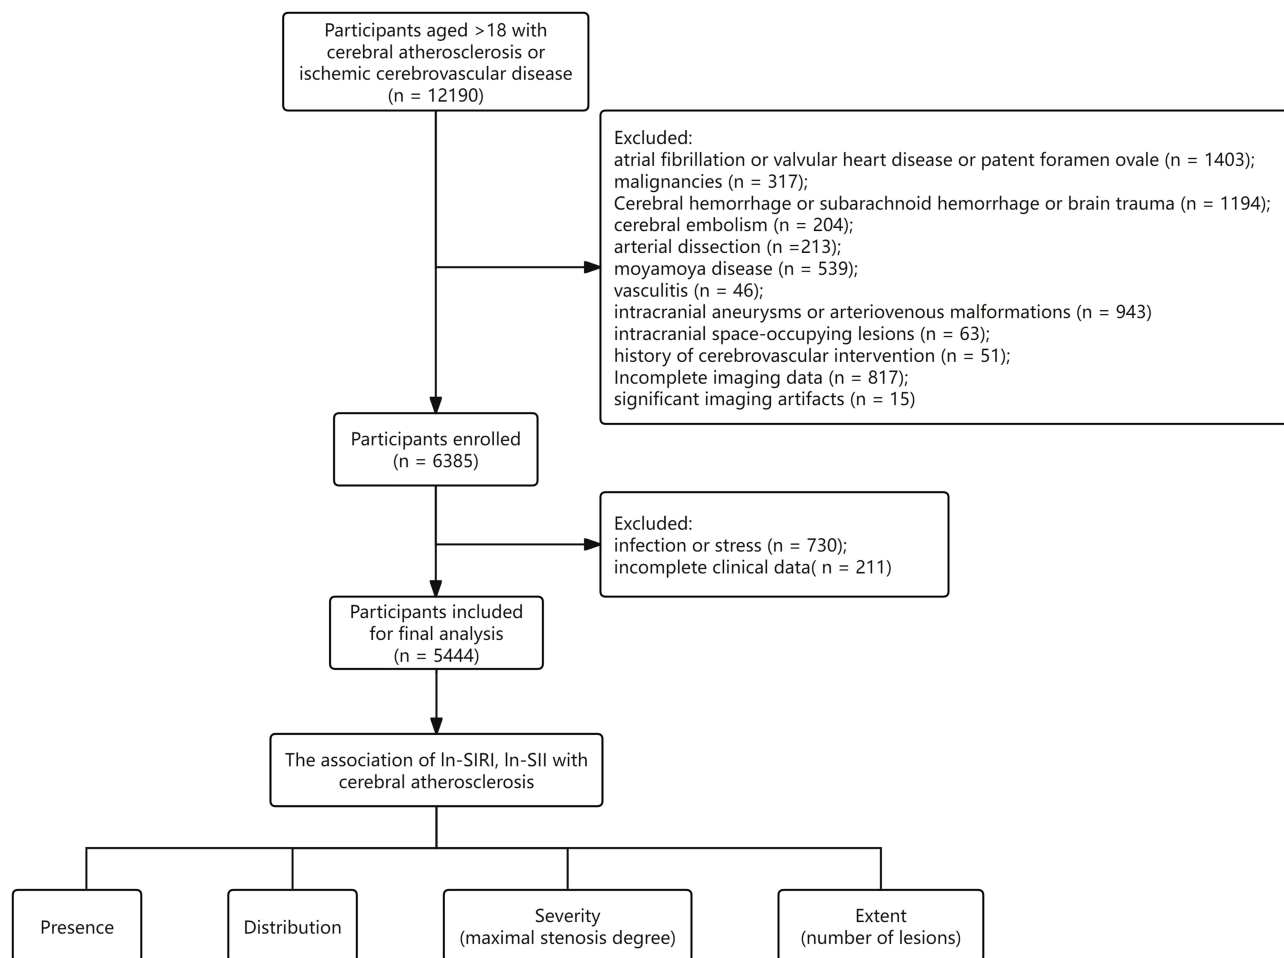 Participants aged >18 with
cerebral atherosclerosis or
ischemic cerebrovascular disease
(n = 12190)
Excluded:
atrial fibrillation or valvular heart disease or patent foramen ovale (n = 1403);
malignancies (n = 317);
Cerebral hemorrhage or subarachnoid hemorrhage or brain trauma (n = 1194);
cerebral embolism (n = 204);
arterial dissection (n =213);
moyamoya disease (n = 539);
vasculitis (n = 46);
intracranial aneurysms or arteriovenous malformations (n = 943)
intracranial space-occupying lesions (n = 63);
history of cerebrovascular intervention (n = 51);
Incomplete imaging data (n = 817);
significant imaging artifacts (n = 15)
Participants enrolled
(n = 6385)
Excluded:
infection or stress (n = 730);
incomplete clinical data( n = 211)
Participants included
for final analysis
(n = 5444)
The association of ln-SIRI, ln-SII with
cerebral atherosclerosis
Presence
Distribution
Severity
(maximal stenosis degree)
Extent
(number of lesions)